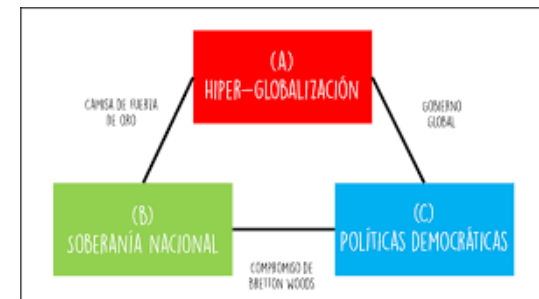 (A)
HIPER-GLOBALIZACIÓN
CAMISA DE FUERZA
DE ORO
GOBIERNO
GLOBAL
(B)
SOBERANÍA NACIONAL
(C)
POLÍTICAS DEMOCRÁTICAS
COMPROMISO DE
BRETTON WOODS